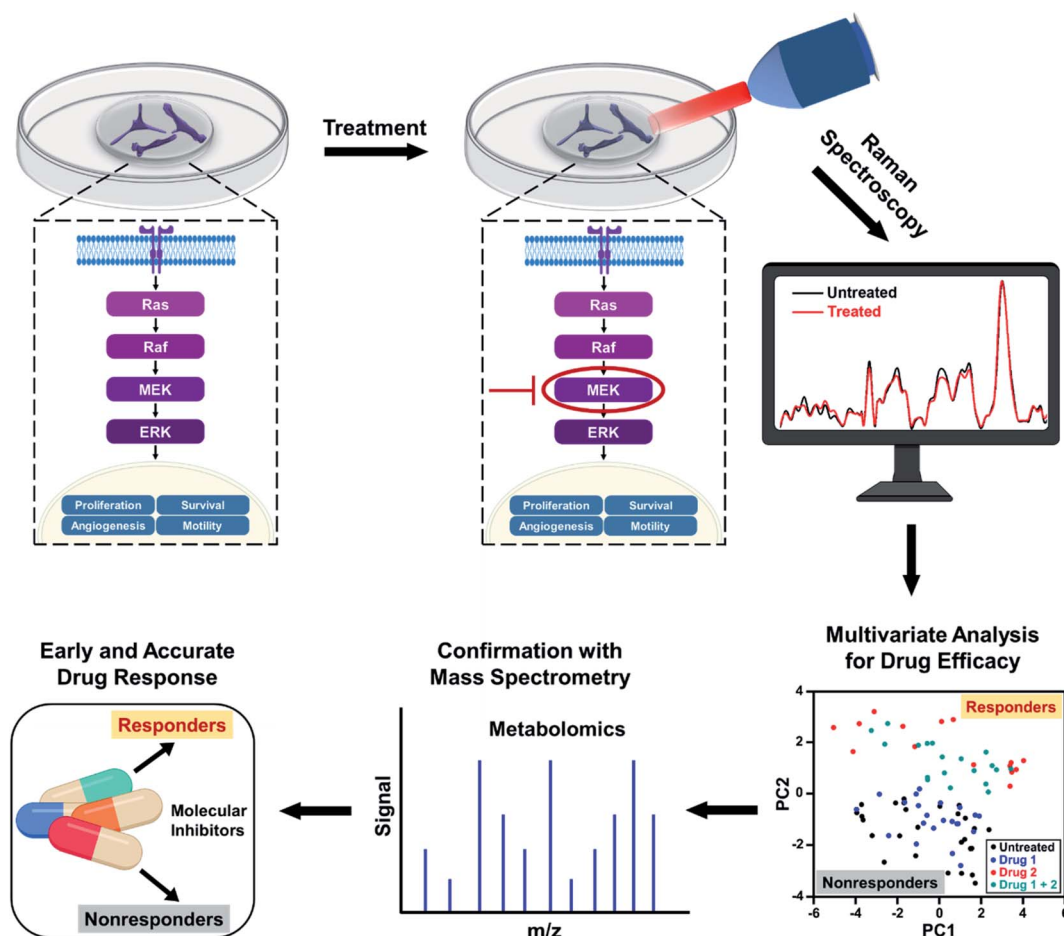 Treatment
Raman
Spectroscopy
Ras
Raf
MEK
ERK
Proliferation
Survival
Angiogenesis
Motility
Ras
Raf
MEK
ERK
Proliferation
Survival
Angiogenesis
Motility
Untreated
Treated
Early and Accurate
Drug Response
Responders
Molecular
Inhibitors
Nonresponders
Confirmation with
Mass Spectrometry
Metabolomics
Signal
m/z
Multivariate Analysis
for Drug Efficacy
Responders
Nonresponders
Untreated
Drug 1
Drug 2
Drug 1 + 2
PC2
4
2
0
-2
-4
-6 -4 -2 0 2 4 6
PC1